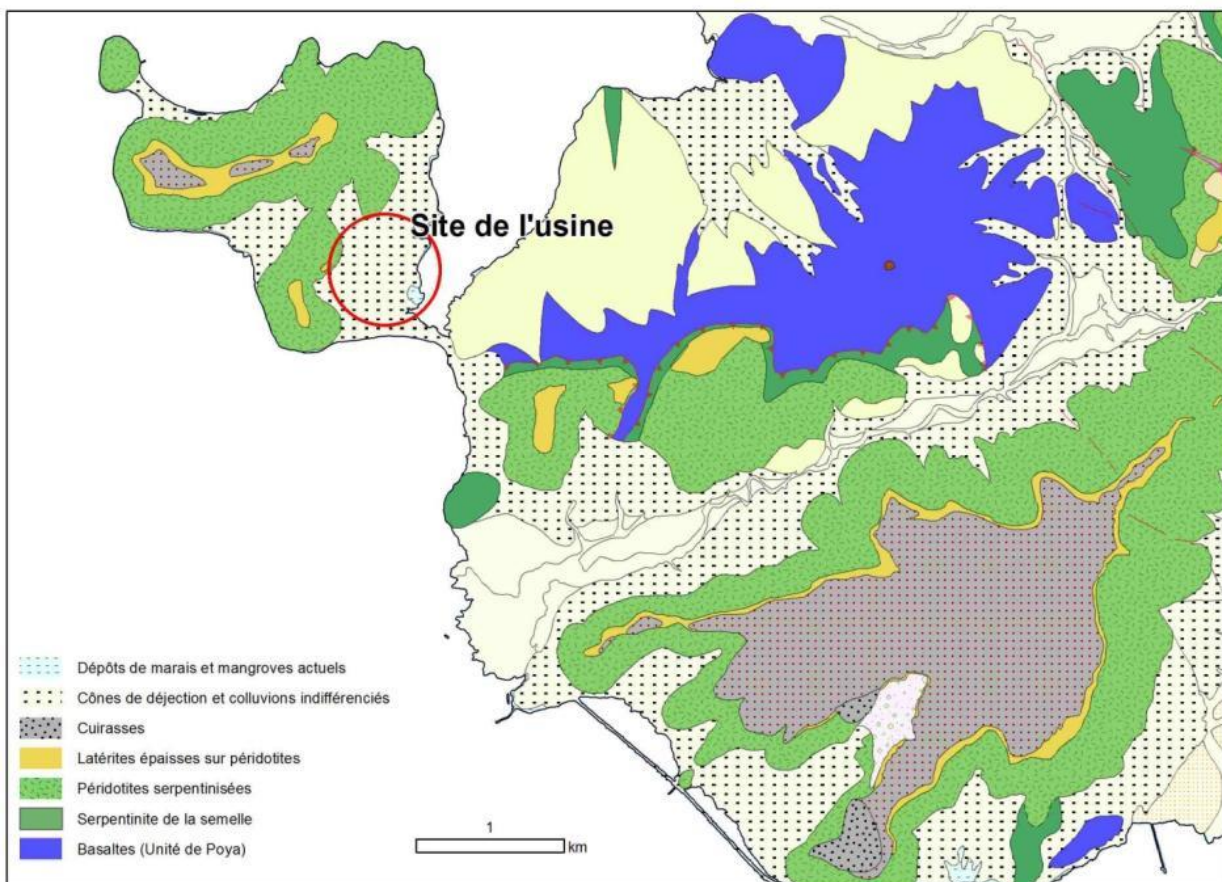 Site de l'usine
Dépôts de marais et mangroves actuels
Cônes de déjection et colluvions indifférenciés
Cuirasses
Latérites épaisses sur péridotites
Péridotites serpentinisées
Serpentinite de la semelle
Basaltes (Unité de Poya)
1
km